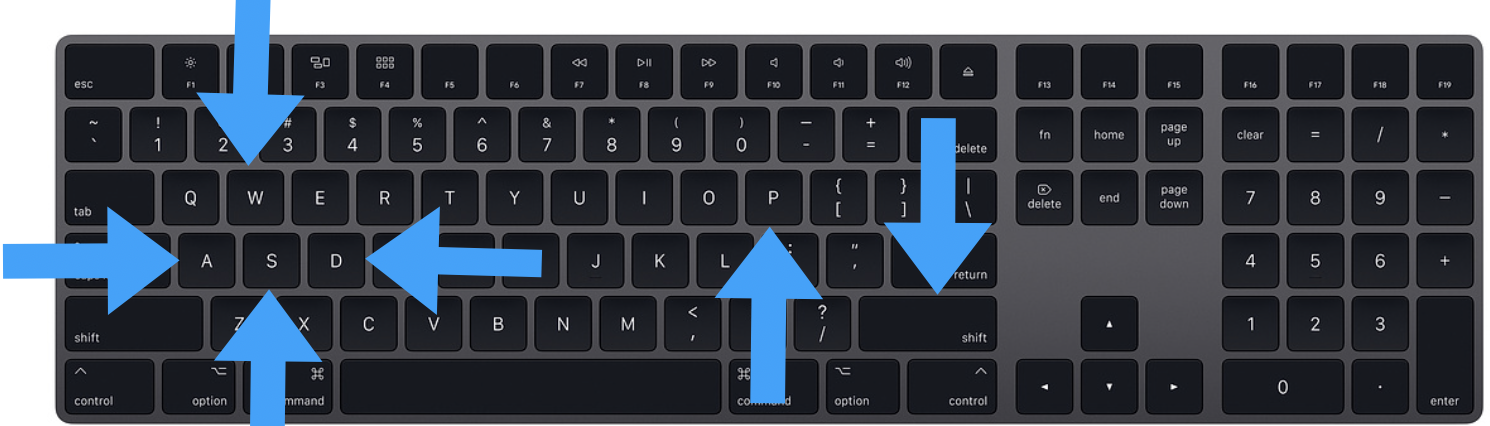 esc F1 F3 F4 F5 F6 F7 F8 F9 F10 F11 F12 F13 F14 F15 F16 F17 F18 F19
~ ! # $ % ^ & * ( ) — +
` 1 2 3 4 5 6 7 8 9 0 - = delete fn home page up clear = / *
tab Q W E R T Y U I O P { [ } ] | \ delete end page down 7 8 9 −
A S D J K L " , return 4 5 6 +
shift Z X C V B N M < , ? / shift ▲ 1 2 3
^ ⌥ ⌘ ⌘ ⌥ ^
control option command option control ◄ ▼ ► 0 . enter